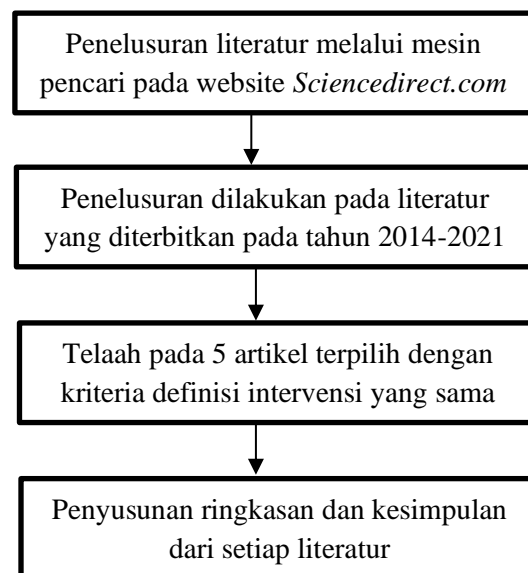 Penelusuran literatur melalui mesin
pencari pada website Sciencedirect.com
Penelusuran dilakukan pada literatur
yang diterbitkan pada tahun 2014-2021
Telaah pada 5 artikel terpilih dengan
kriteria definisi intervensi yang sama
Penyusunan ringkasan dan kesimpulan
dari setiap literatur